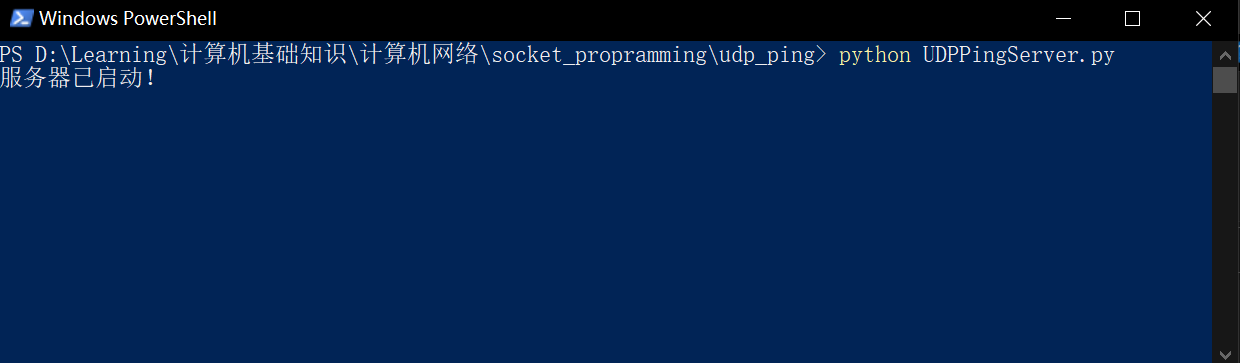 Windows PowerShell
PS D:\Learning\计算机基础知识\计算机网络\socket_propramming\udp_ping> python UDPPingServer.py
服务器已启动!